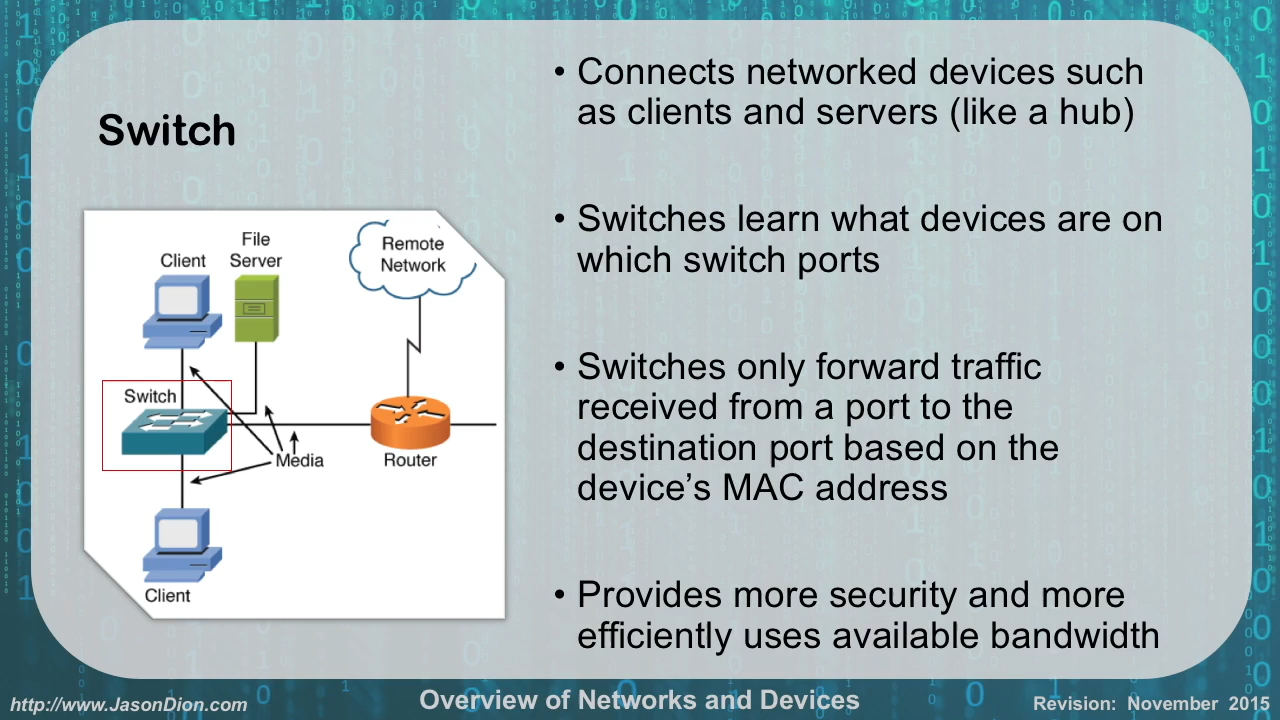 Switch
• Connects networked devices such
as clients and servers (like a hub)
• Switches learn what devices are on
which switch ports
• Switches only forward traffic
received from a port to the
destination port based on the
device’s MAC address
• Provides more security and more
efficiently uses available bandwidth
Client
File
Server
Remote
Network
Switch
Media
Router
Client
http://www.JasonDion.com
Overview of Networks and Devices
Revision: November 2015